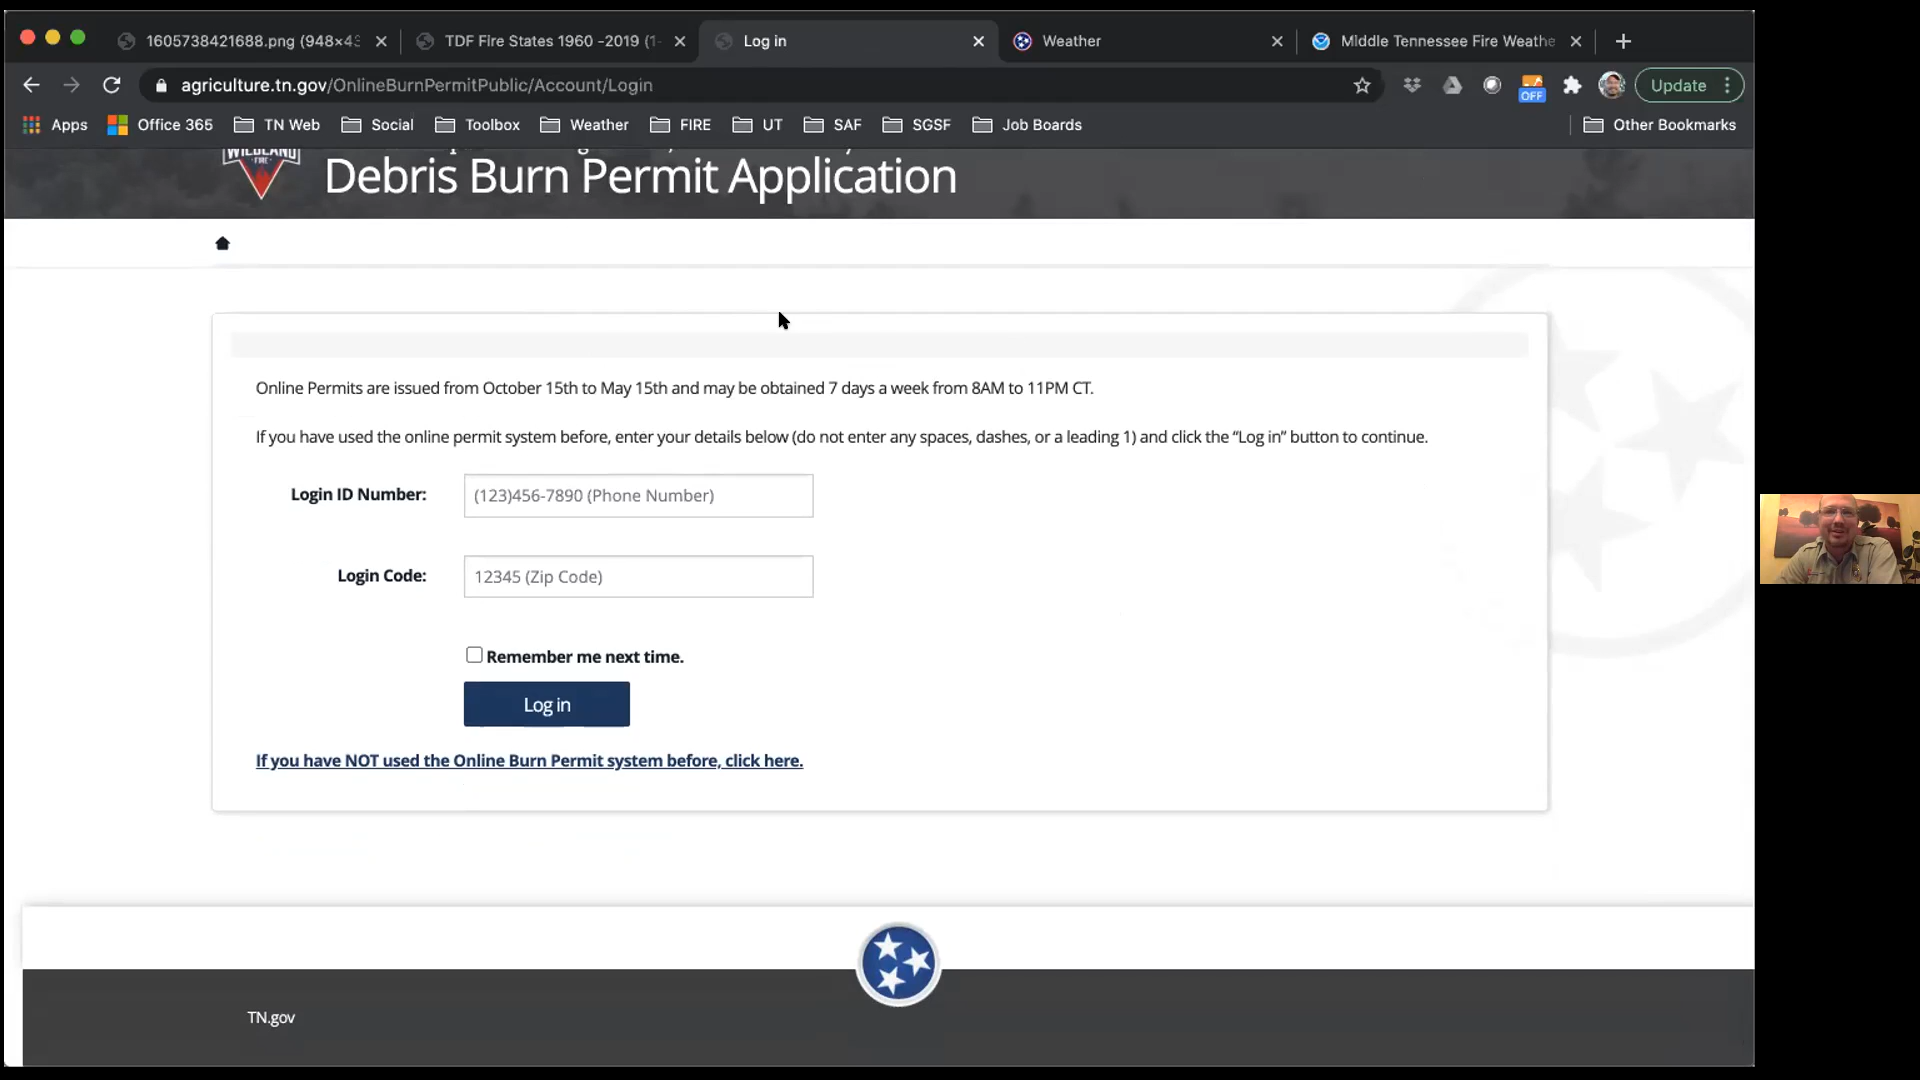 1605738421688.png (948×43
TDF Fire States 1960 -2019 (1-
Log in
Weather
Middle Tennessee Fire Weathe
agriculture.tn.gov/OnlineBurnPermitPublic/Account/Login
OFF
Update
Apps
Office 365
TN Web
Social
Toolbox
Weather
FIRE
UT
SAF
SGSF
Job Boards
Other Bookmarks
WILDLAND
FIRE
Debris Burn Permit Application
Online Permits are issued from October 15th to May 15th and may be obtained 7 days a week from 8AM to 11PM CT.
If you have used the online permit system before, enter your details below (do not enter any spaces, dashes, or a leading 1) and click the “Log in” button to continue.
Login ID Number:
(123)456-7890 (Phone Number)
Login Code:
12345 (Zip Code)
Remember me next time.
Log in
If you have NOT used the Online Burn Permit system before, click here.
TN.gov